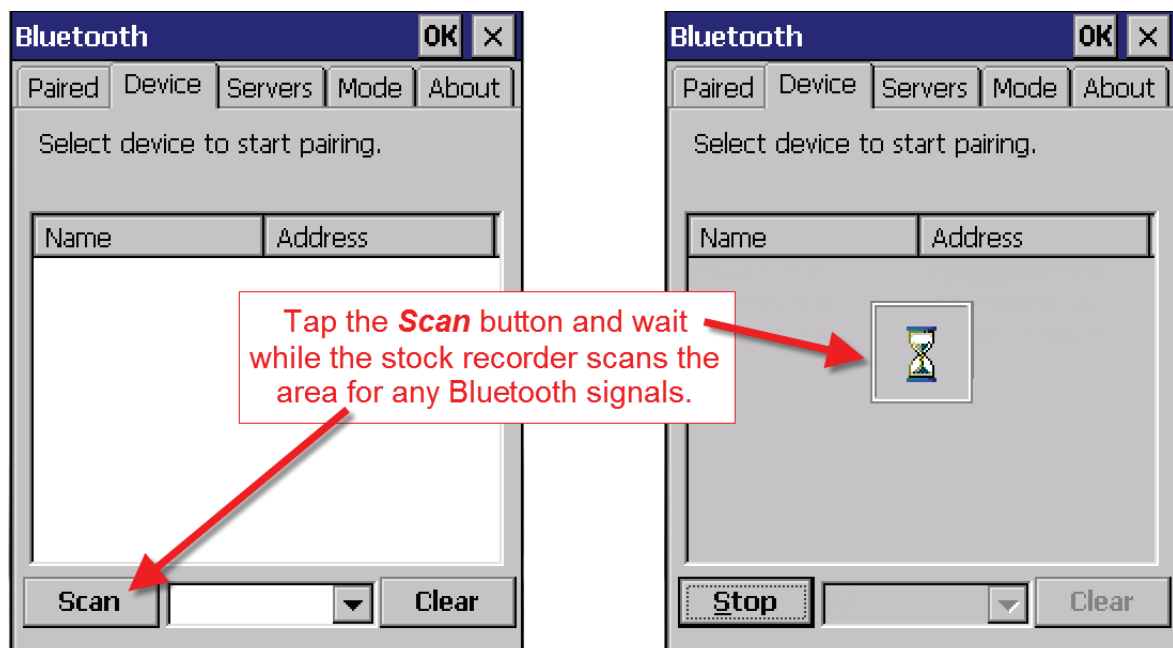 Bluetooth OK ×
Paired Device Servers Mode About
Select device to start pairing.
Name Address
Scan Clear
Bluetooth OK ×
Paired Device Servers Mode About
Select device to start pairing.
Name Address
Stop Clear
Tap the Scan button and wait
while the stock recorder scans the
area for any Bluetooth signals.